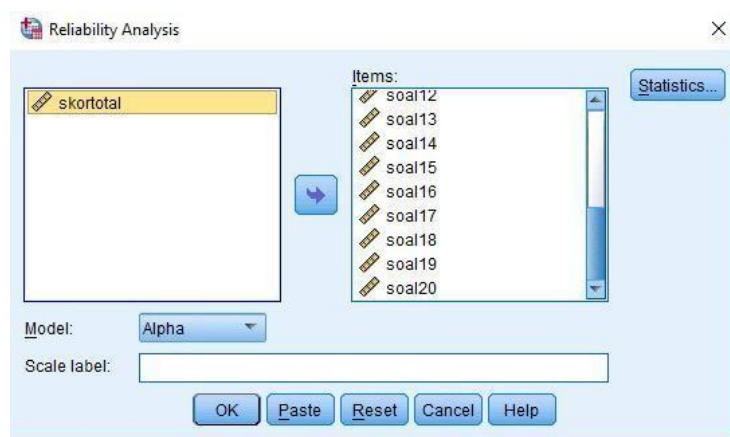 Reliability Analysis
Items:
skortotal
soal12
soal13
soal14
soal15
soal16
soal17
soal18
soal19
soal20
Statistics...
Model:
Alpha
Scale label:
OK
Paste
Reset
Cancel
Help